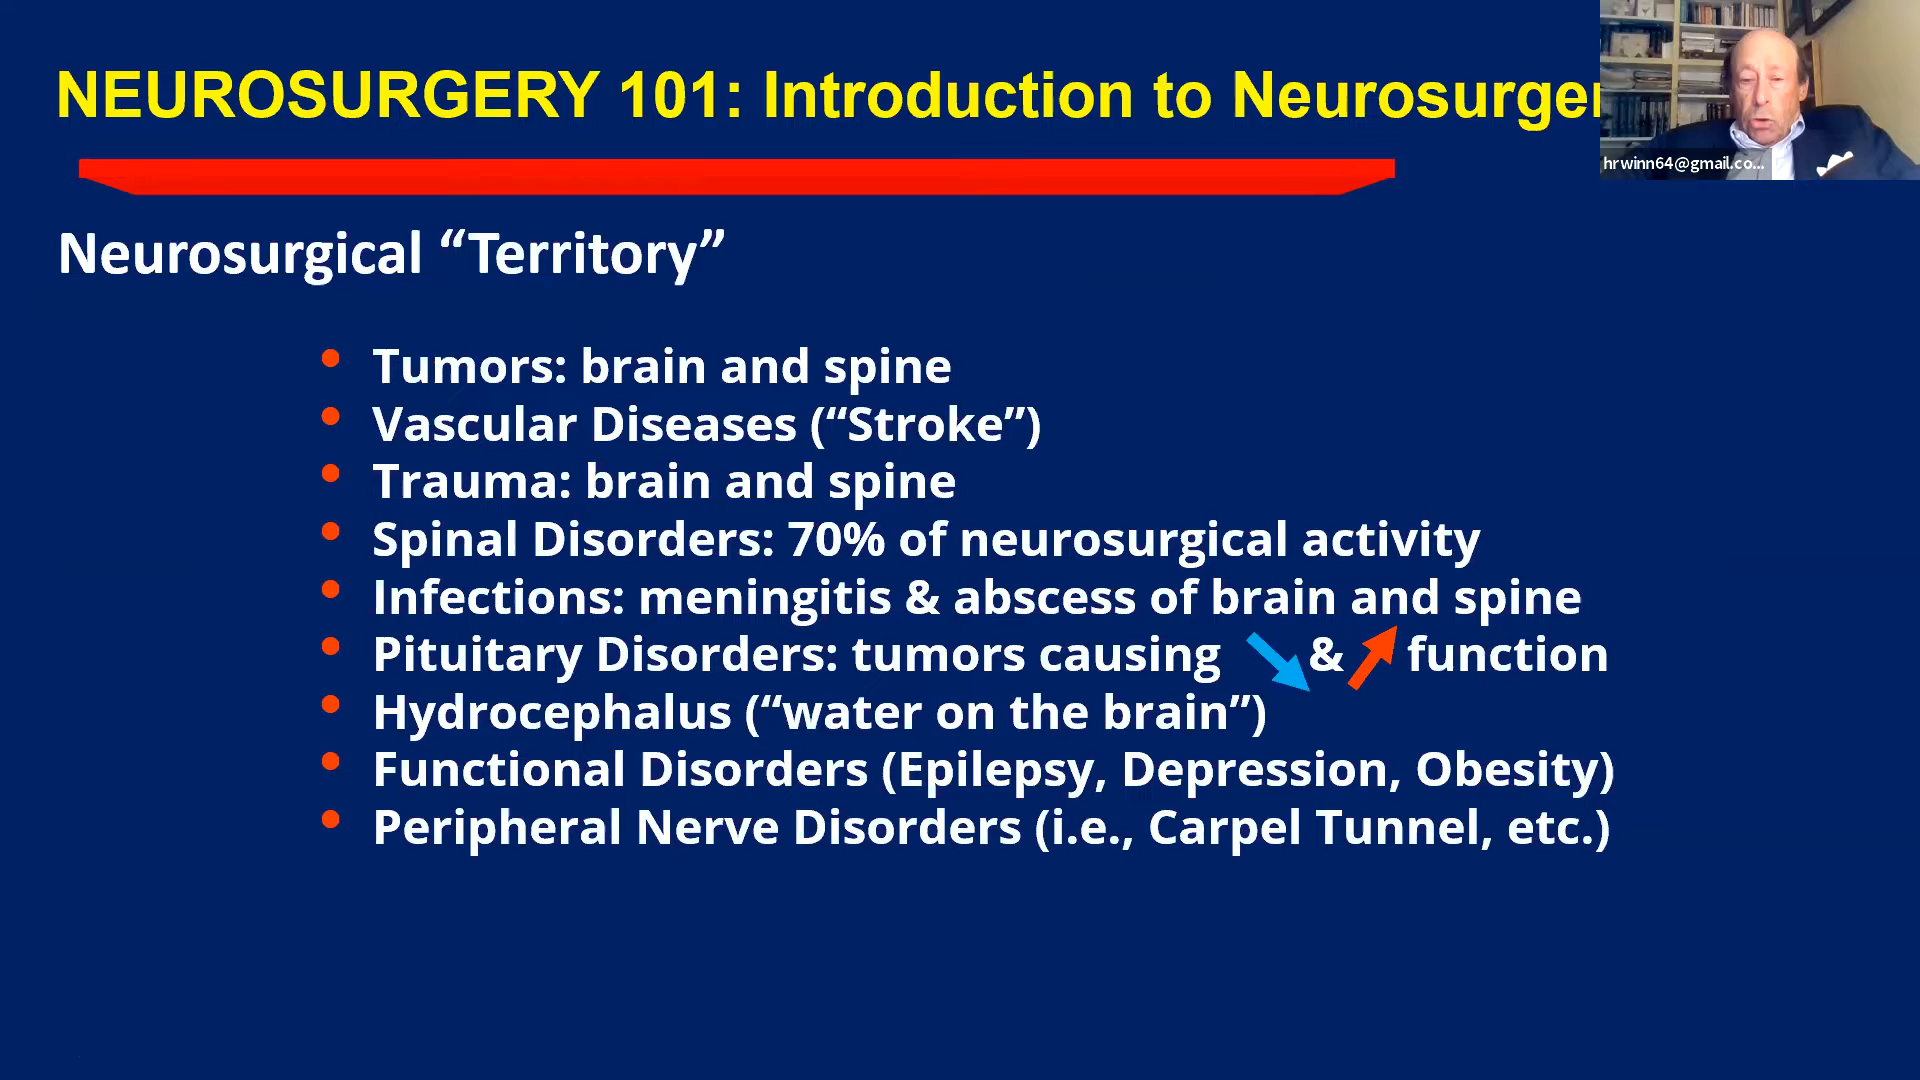 NEUROSURGERY 101: Introduction to Neurosurger
hrwinn64@gmail.co...
Neurosurgical “Territory”
• Tumors: brain and spine
• Vascular Diseases (“Stroke”)
• Trauma: brain and spine
• Spinal Disorders: 70% of neurosurgical activity
• Infections: meningitis & abscess of brain and spine
• Pituitary Disorders: tumors causing & function
• Hydrocephalus (“water on the brain”)
• Functional Disorders (Epilepsy, Depression, Obesity)
• Peripheral Nerve Disorders (i.e., Carpel Tunnel, etc.)